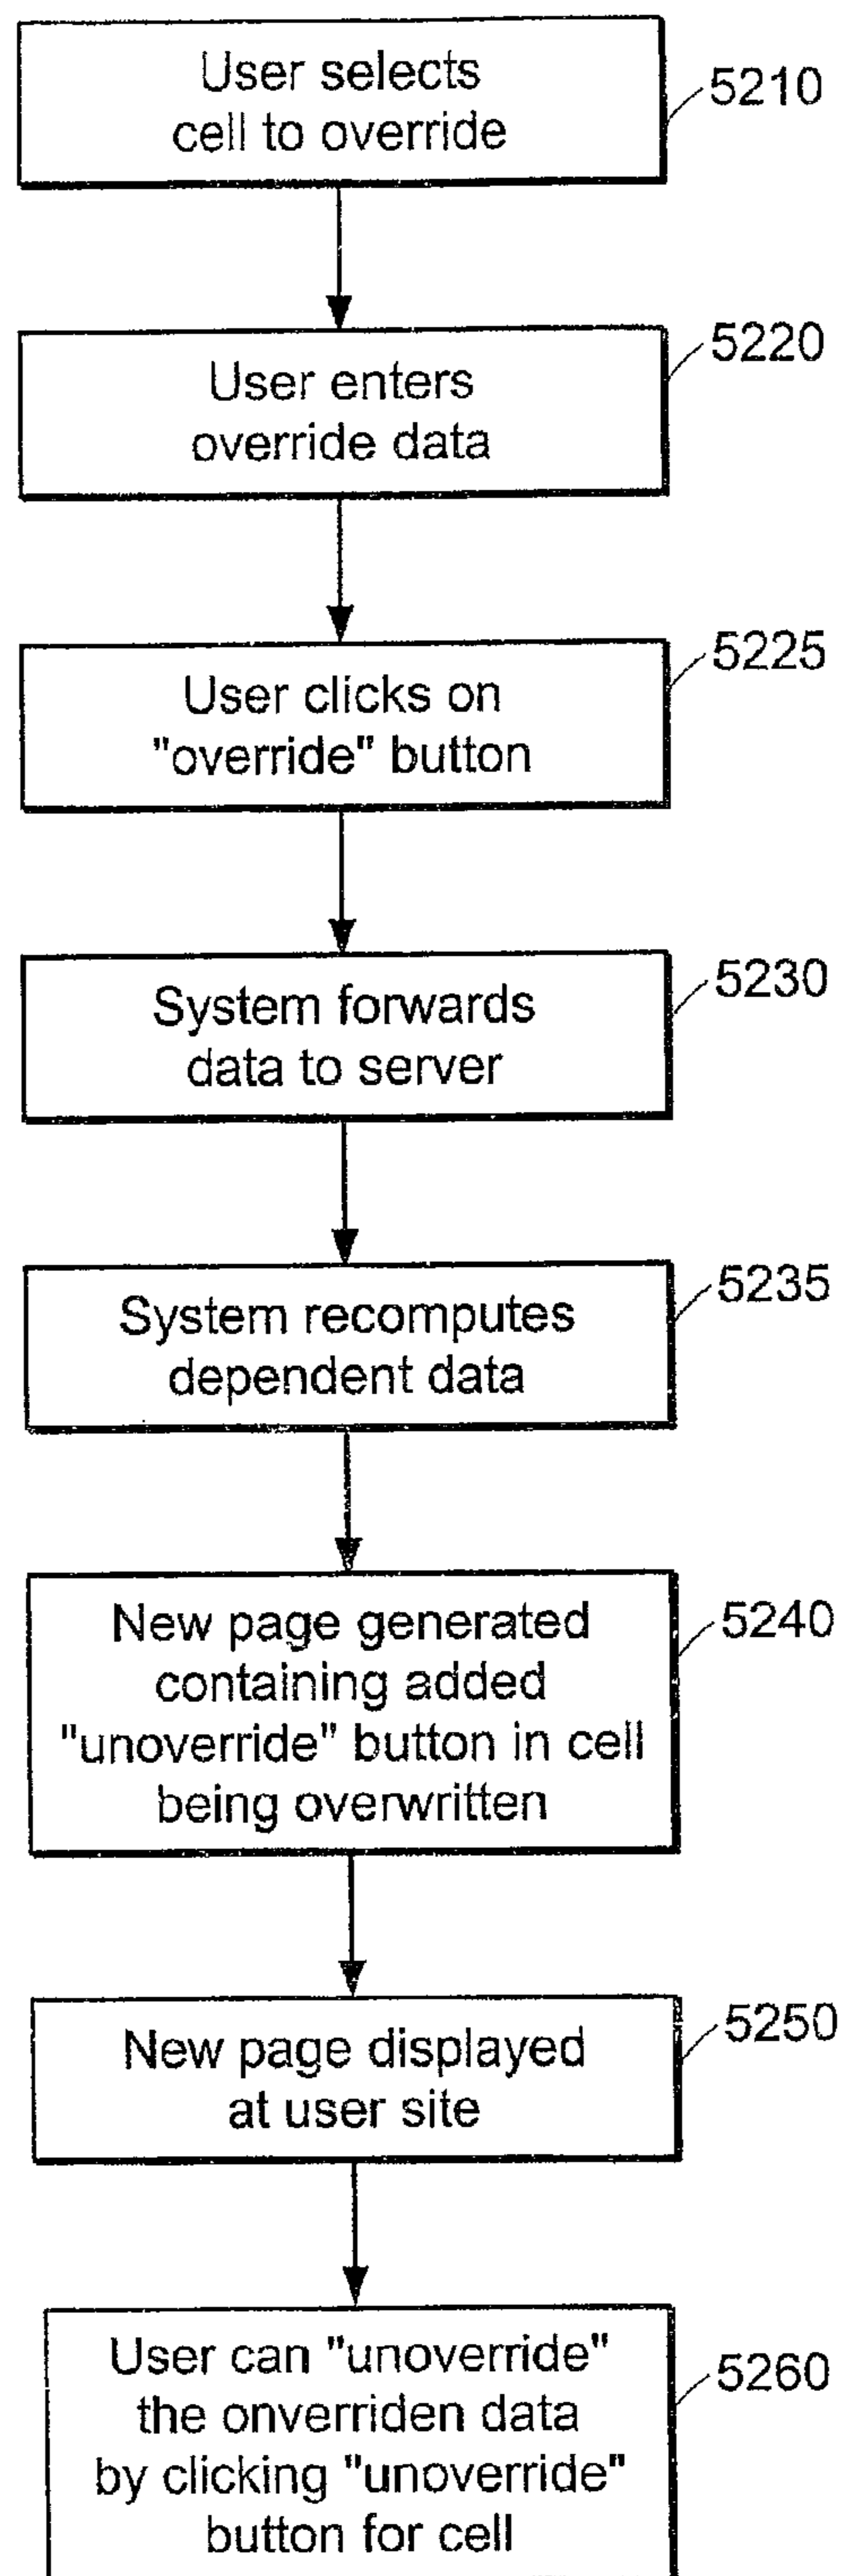 User selects
cell to override
5210
User enters
override data
5220
User clicks on
"override" button
5225
System forwards
data to server
5230
System recomputes
dependent data
5235
New page generated
containing added
"unoverride" button in cell
being overwritten
5240
New page displayed
at user site
5250
User can "unoverride"
the onverriden data
by clicking "unoverride"
button for cell
5260